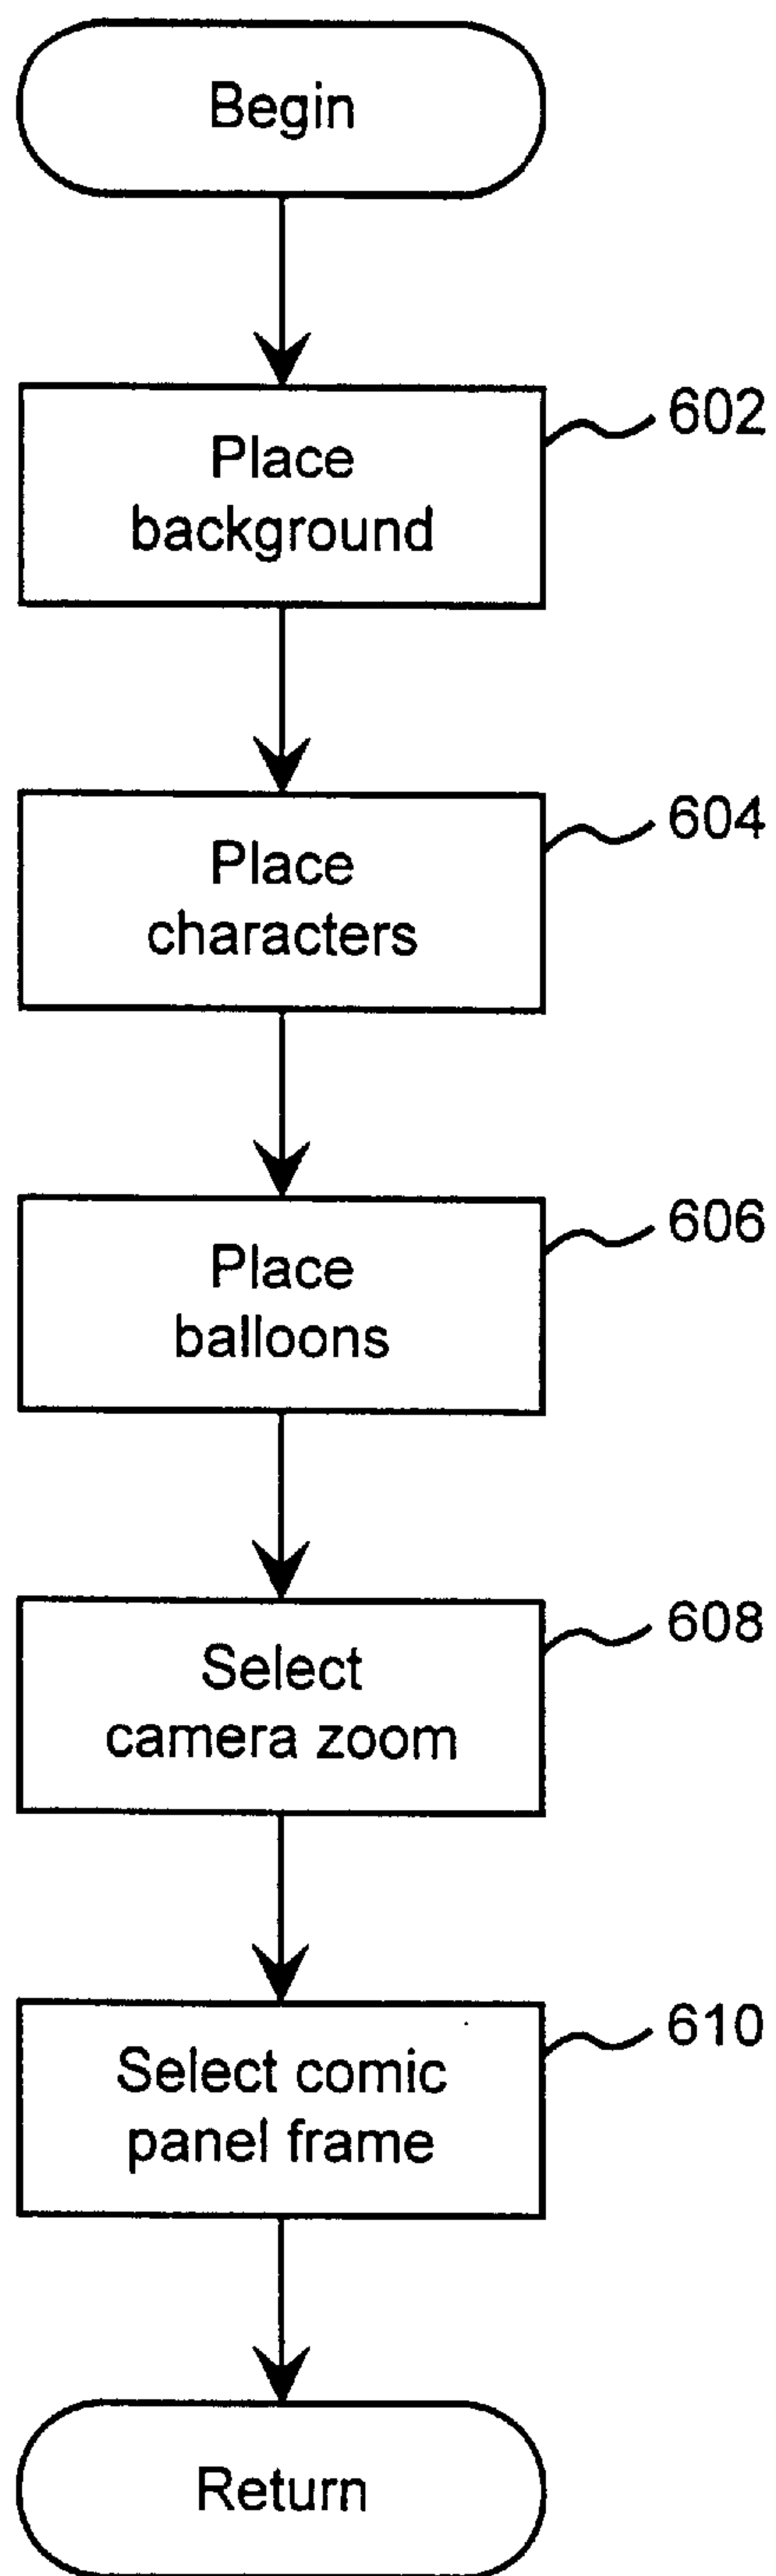 Begin
602
Place
background
604
Place
characters
606
Place
balloons
608
Select
camera zoom
610
Select comic
panel frame
Return